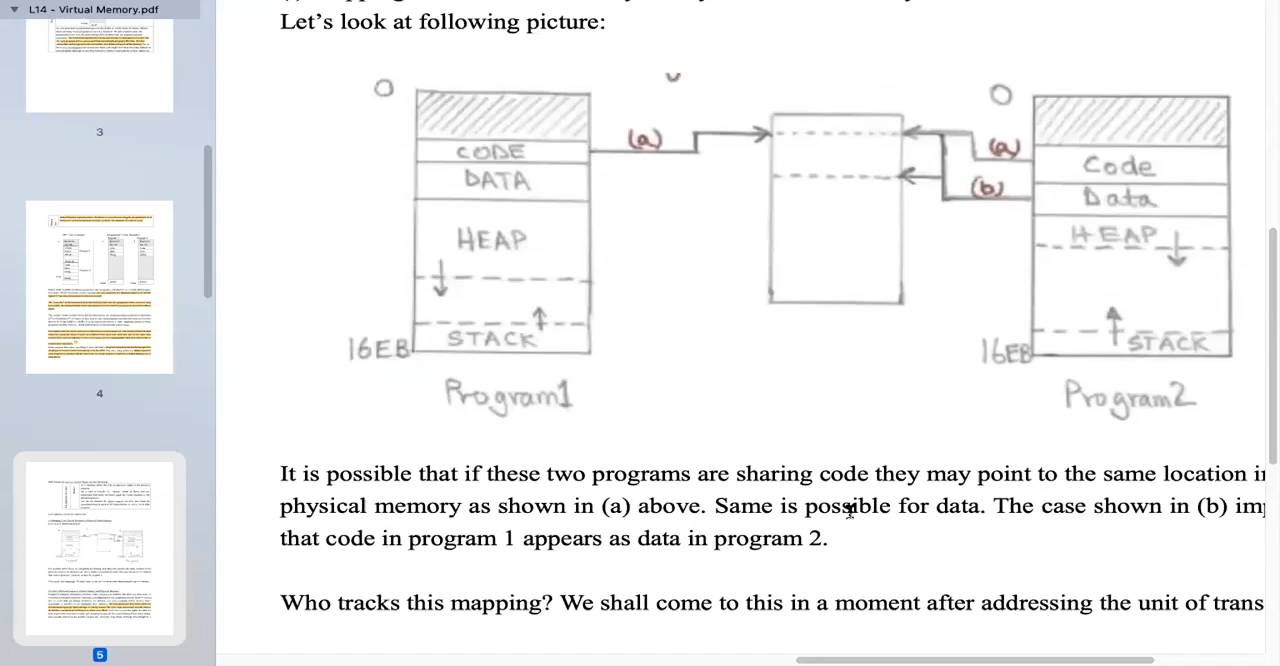 L14 - Virtual Memory.pdf
3
4
5
Let's look at following picture:
0
CODE
DATA
HEAP
STACK
16EB
Program1
(a)
0
(a)
(b)
Code
Data
HEAP
STACK
16EB
Program2
It is possible that if these two programs are sharing code they may point to the same location
physical memory as shown in (a) above. Same is possible for data. The case shown in (b)
that code in program 1 appears as data in program 2.
Who tracks this mapping? We shall come to this in a moment after addressing the unit of